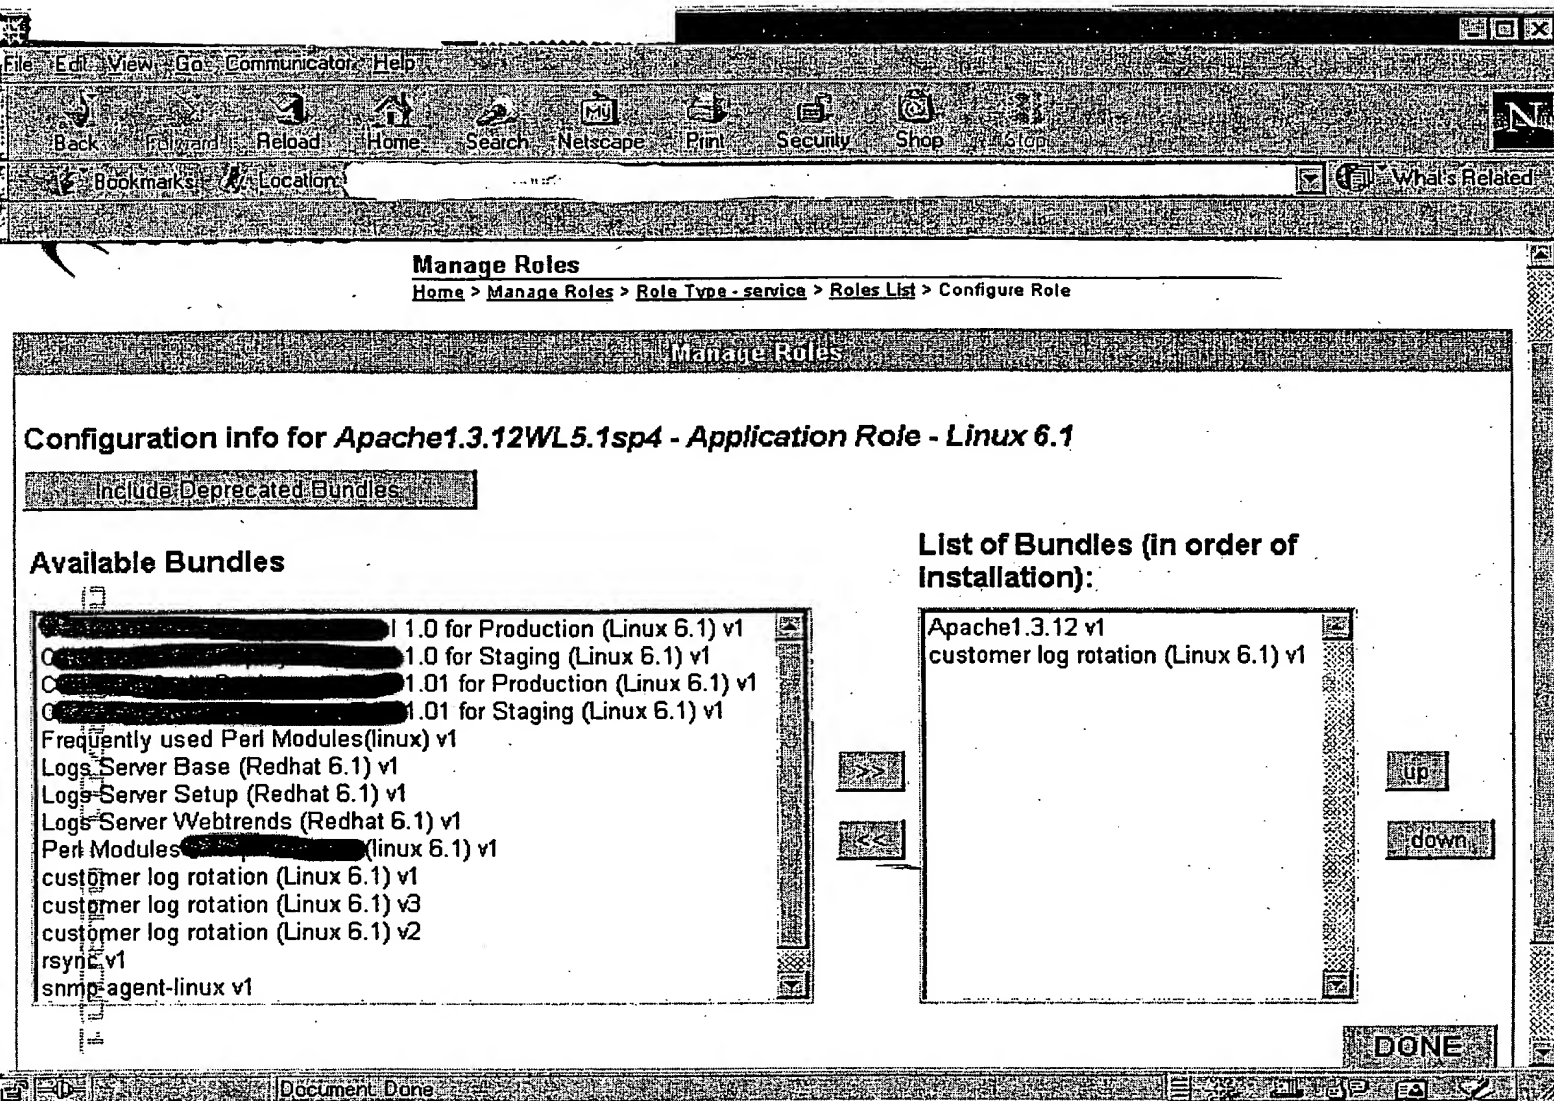 File Edit View Go Communicator Help
Back Forward Reload Home Search Netscape Print Security Shop Stop
My
N
Bookmarks Location: What's Related
Manage Roles
Home > Manage Roles > Role Type - service > Roles List > Configure Role
Manage Roles
Configuration info for Apache1.3.12WL5.1sp4 - Application Role - Linux 6.1
Include Deprecated Bundles
Available Bundles
1.0 for Production (Linux 6.1) v1
1.0 for Staging (Linux 6.1) v1
1.01 for Production (Linux 6.1) v1
1.01 for Staging (Linux 6.1) v1
Frequently used Perl Modules(linux) v1
Logs Server Base (Redhat 6.1) v1
Logs Server Setup (Redhat 6.1) v1
Logs Server Webtrends (Redhat 6.1) v1
Perl Modules (linux 6.1) v1
customer log rotation (Linux 6.1) v1
customer log rotation (Linux 6.1) v3
customer log rotation (Linux 6.1) v2
rsync v1
snmp-agent-linux v1
>>
<<
List of Bundles (in order of
installation):
Apache1.3.12 v1
customer log rotation (Linux 6.1) v1
up
down
DONE
Document Done